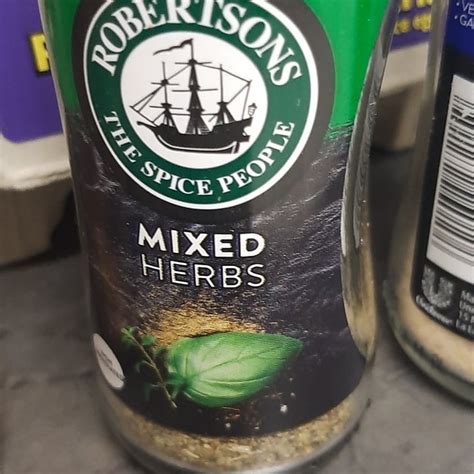 ROBERTSONS
THE SPICE PEOPLE
MIXED
HERBS